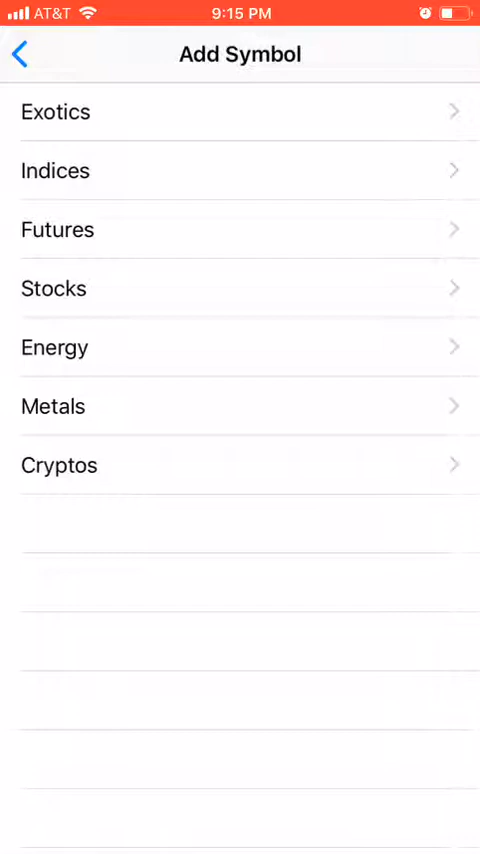 AT&T 9:15 PM
Add Symbol
Exotics
Indices
Futures
Stocks
Energy
Metals
Cryptos